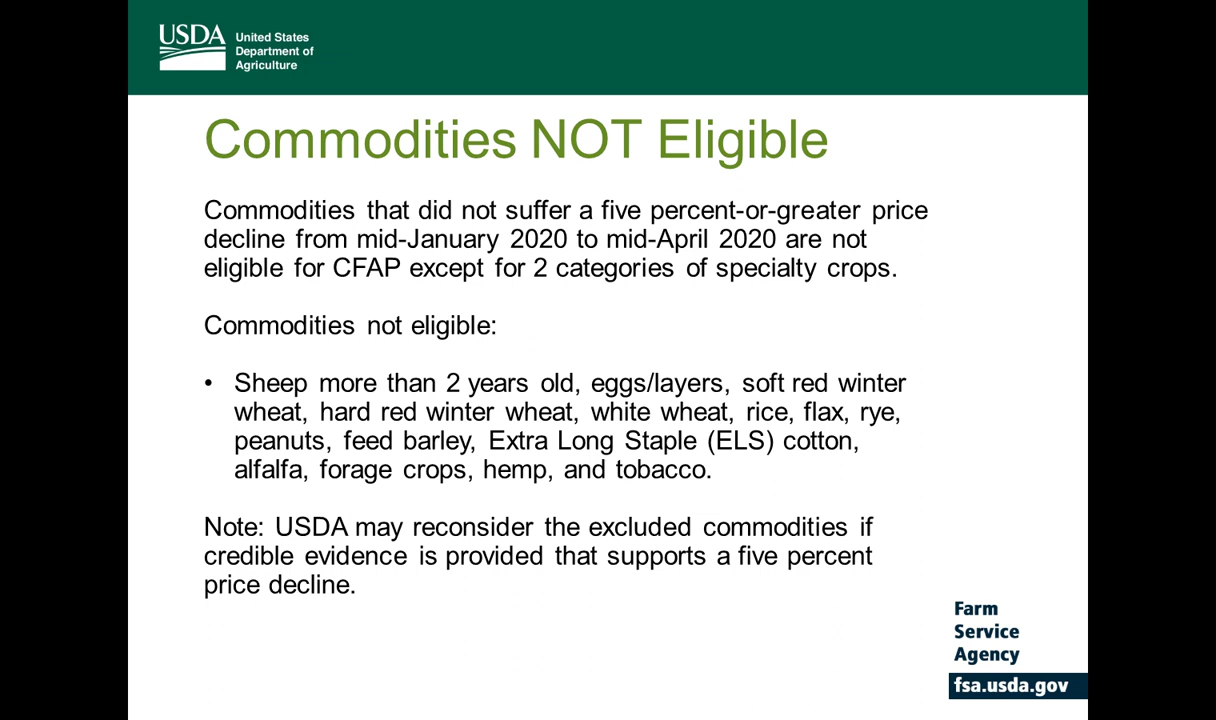 USDA
United States
Department of
Agriculture
Commodities NOT Eligible
Commodities that did not suffer a five percent-or-greater price
decline from mid-January 2020 to mid-April 2020 are not
eligible for CFAP except for 2 categories of specialty crops.
Commodities not eligible:
• Sheep more than 2 years old, eggs/layers, soft red winter
wheat, hard red winter wheat, white wheat, rice, flax, rye,
peanuts, feed barley, Extra Long Staple (ELS) cotton,
alfalfa, forage crops, hemp, and tobacco.
Note: USDA may reconsider the excluded commodities if
credible evidence is provided that supports a five percent
price decline.
Farm
Service
Agency
fsa.usda.gov